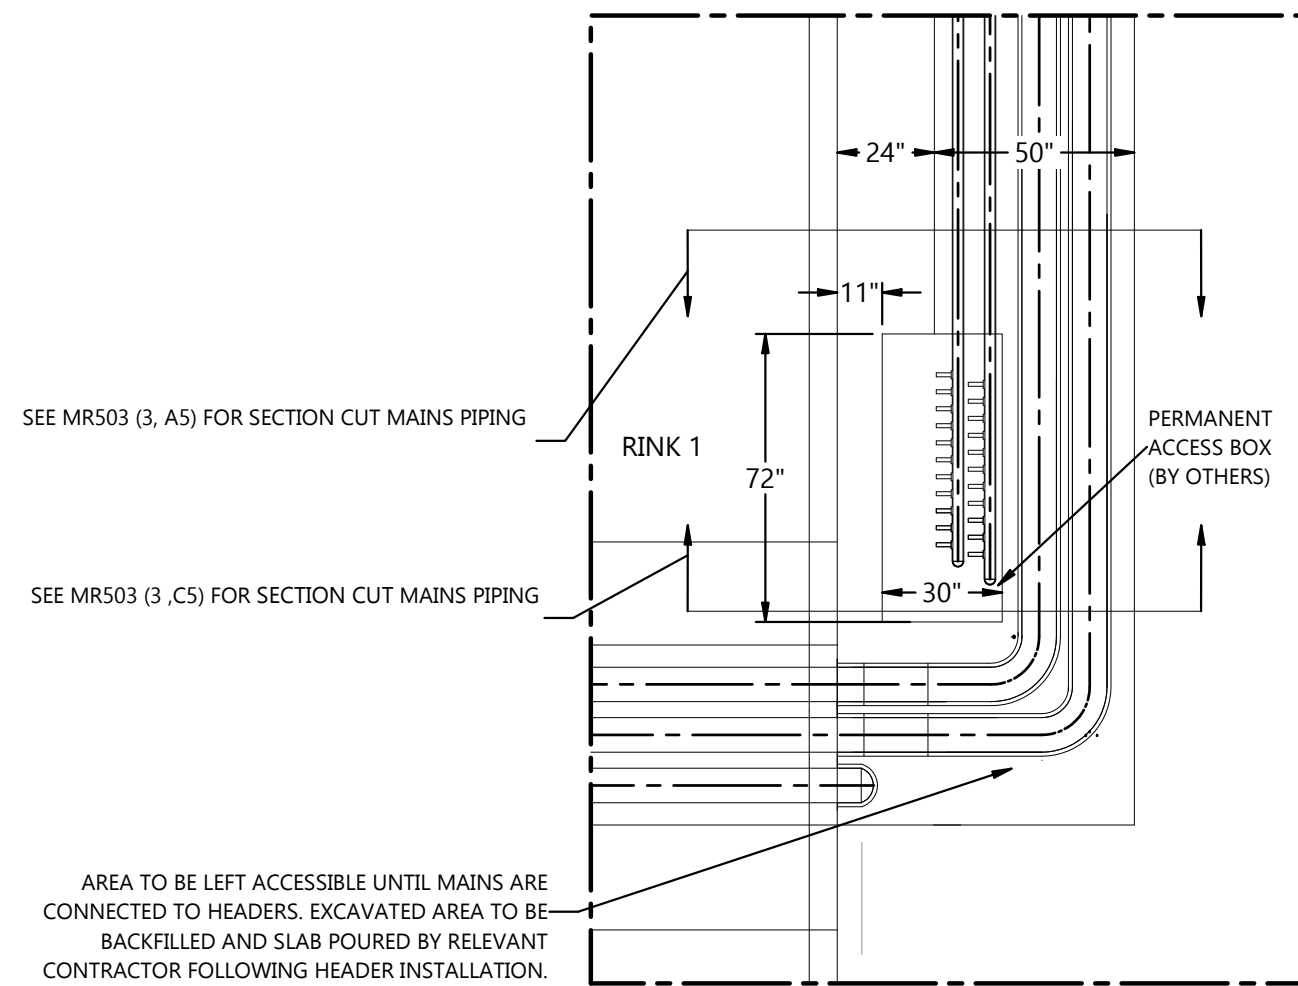 24"
50"
11"
SEE MR503 (3, A5) FOR SECTION CUT MAINS PIPING
RINK 1
72"
PERMANENT
ACCESS BOX
(BY OTHERS)
30"
SEE MR503 (3 ,C5) FOR SECTION CUT MAINS PIPING
AREA TO BE LEFT ACCESSIBLE UNTIL MAINS ARE
CONNECTED TO HEADERS. EXCAVATED AREA TO BE
BACKFILLED AND SLAB POURED BY RELEVANT
CONTRACTOR FOLLOWING HEADER INSTALLATION.